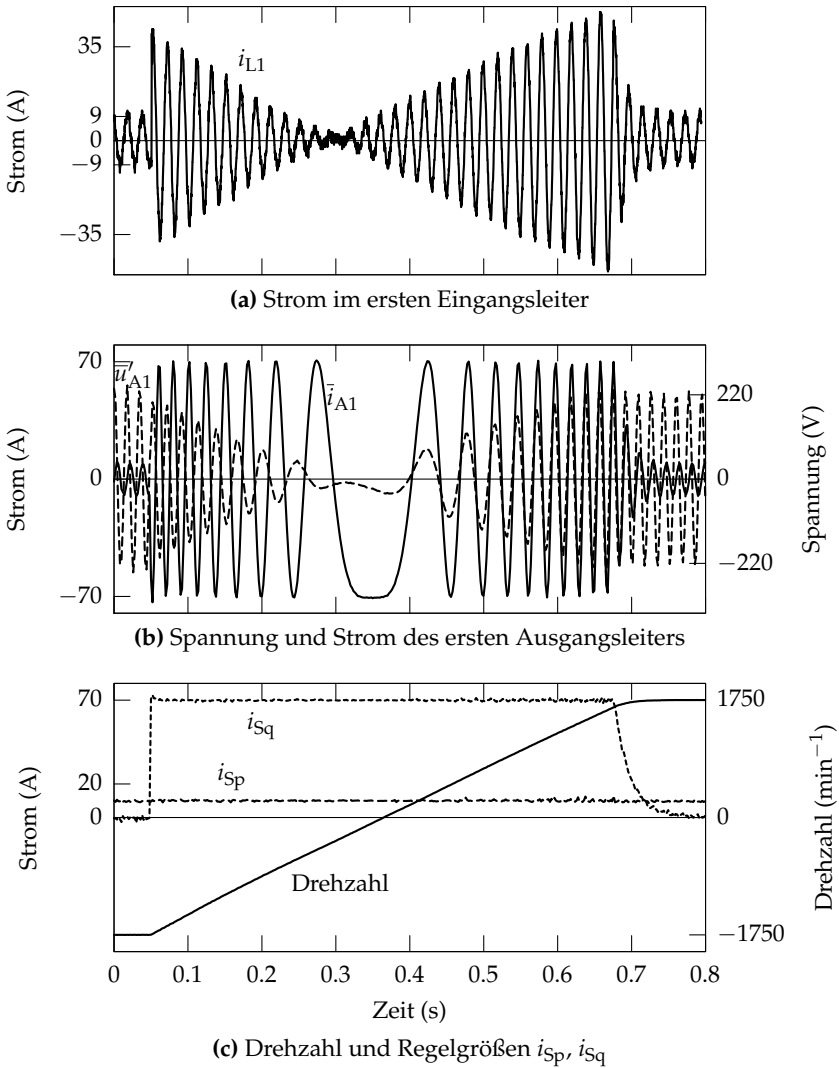 35
9
0
−9
−35
Strom (A)
i_L1
(a) Strom im ersten Eingangsleiter
70
0
−70
Strom (A)
u̅′_A1
i̅_A1
220
0
−220
Spannung (V)
(b) Spannung und Strom des ersten Ausgangsleiters
70
20
0
Strom (A)
i_Sq
i_Sp
Drehzahl
1750
0
−1750
Drehzahl (min⁻¹)
0 0.1 0.2 0.3 0.4 0.5 0.6 0.7 0.8
Zeit (s)
(c) Drehzahl und Regelgrößen i_Sp, i_Sq